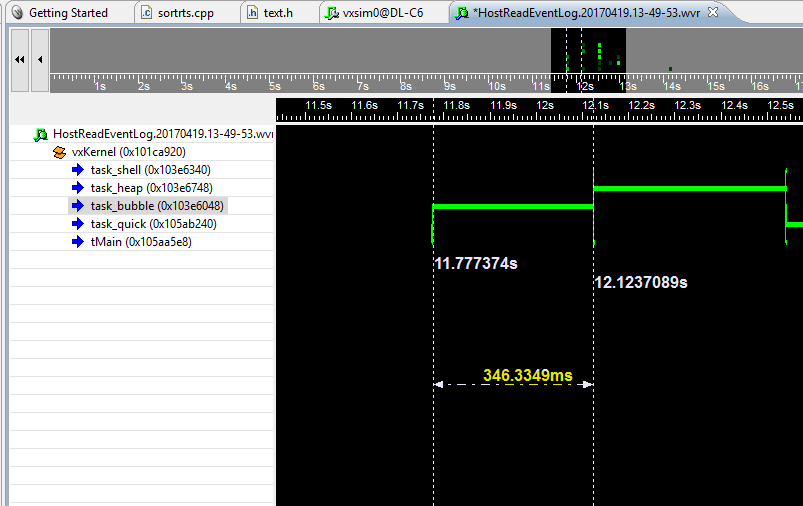 Getting Started sortrts.cpp text.h vxsim0@DL-C6 *HostReadEventLog.20170419.13-49-53.wvr
1s 2s 3s 4s 5s 6s 7s 8s 9s 10s 11s 12s 13s 14s 15s 16s 17
11.5s 11.6s 11.7s 11.8s 11.9s 12s 12.1s 12.2s 12.3s 12.4s 12.5s
HostReadEventLog.20170419.13-49-53.wvr
vxKernel (0x101ca920)
task_shell (0x103e6340)
task_heap (0x103e6748)
task_bubble (0x103e6048)
task_quick (0x105ab240)
tMain (0x105aa5e8)
11.777374s
12.1237089s
346.3349ms